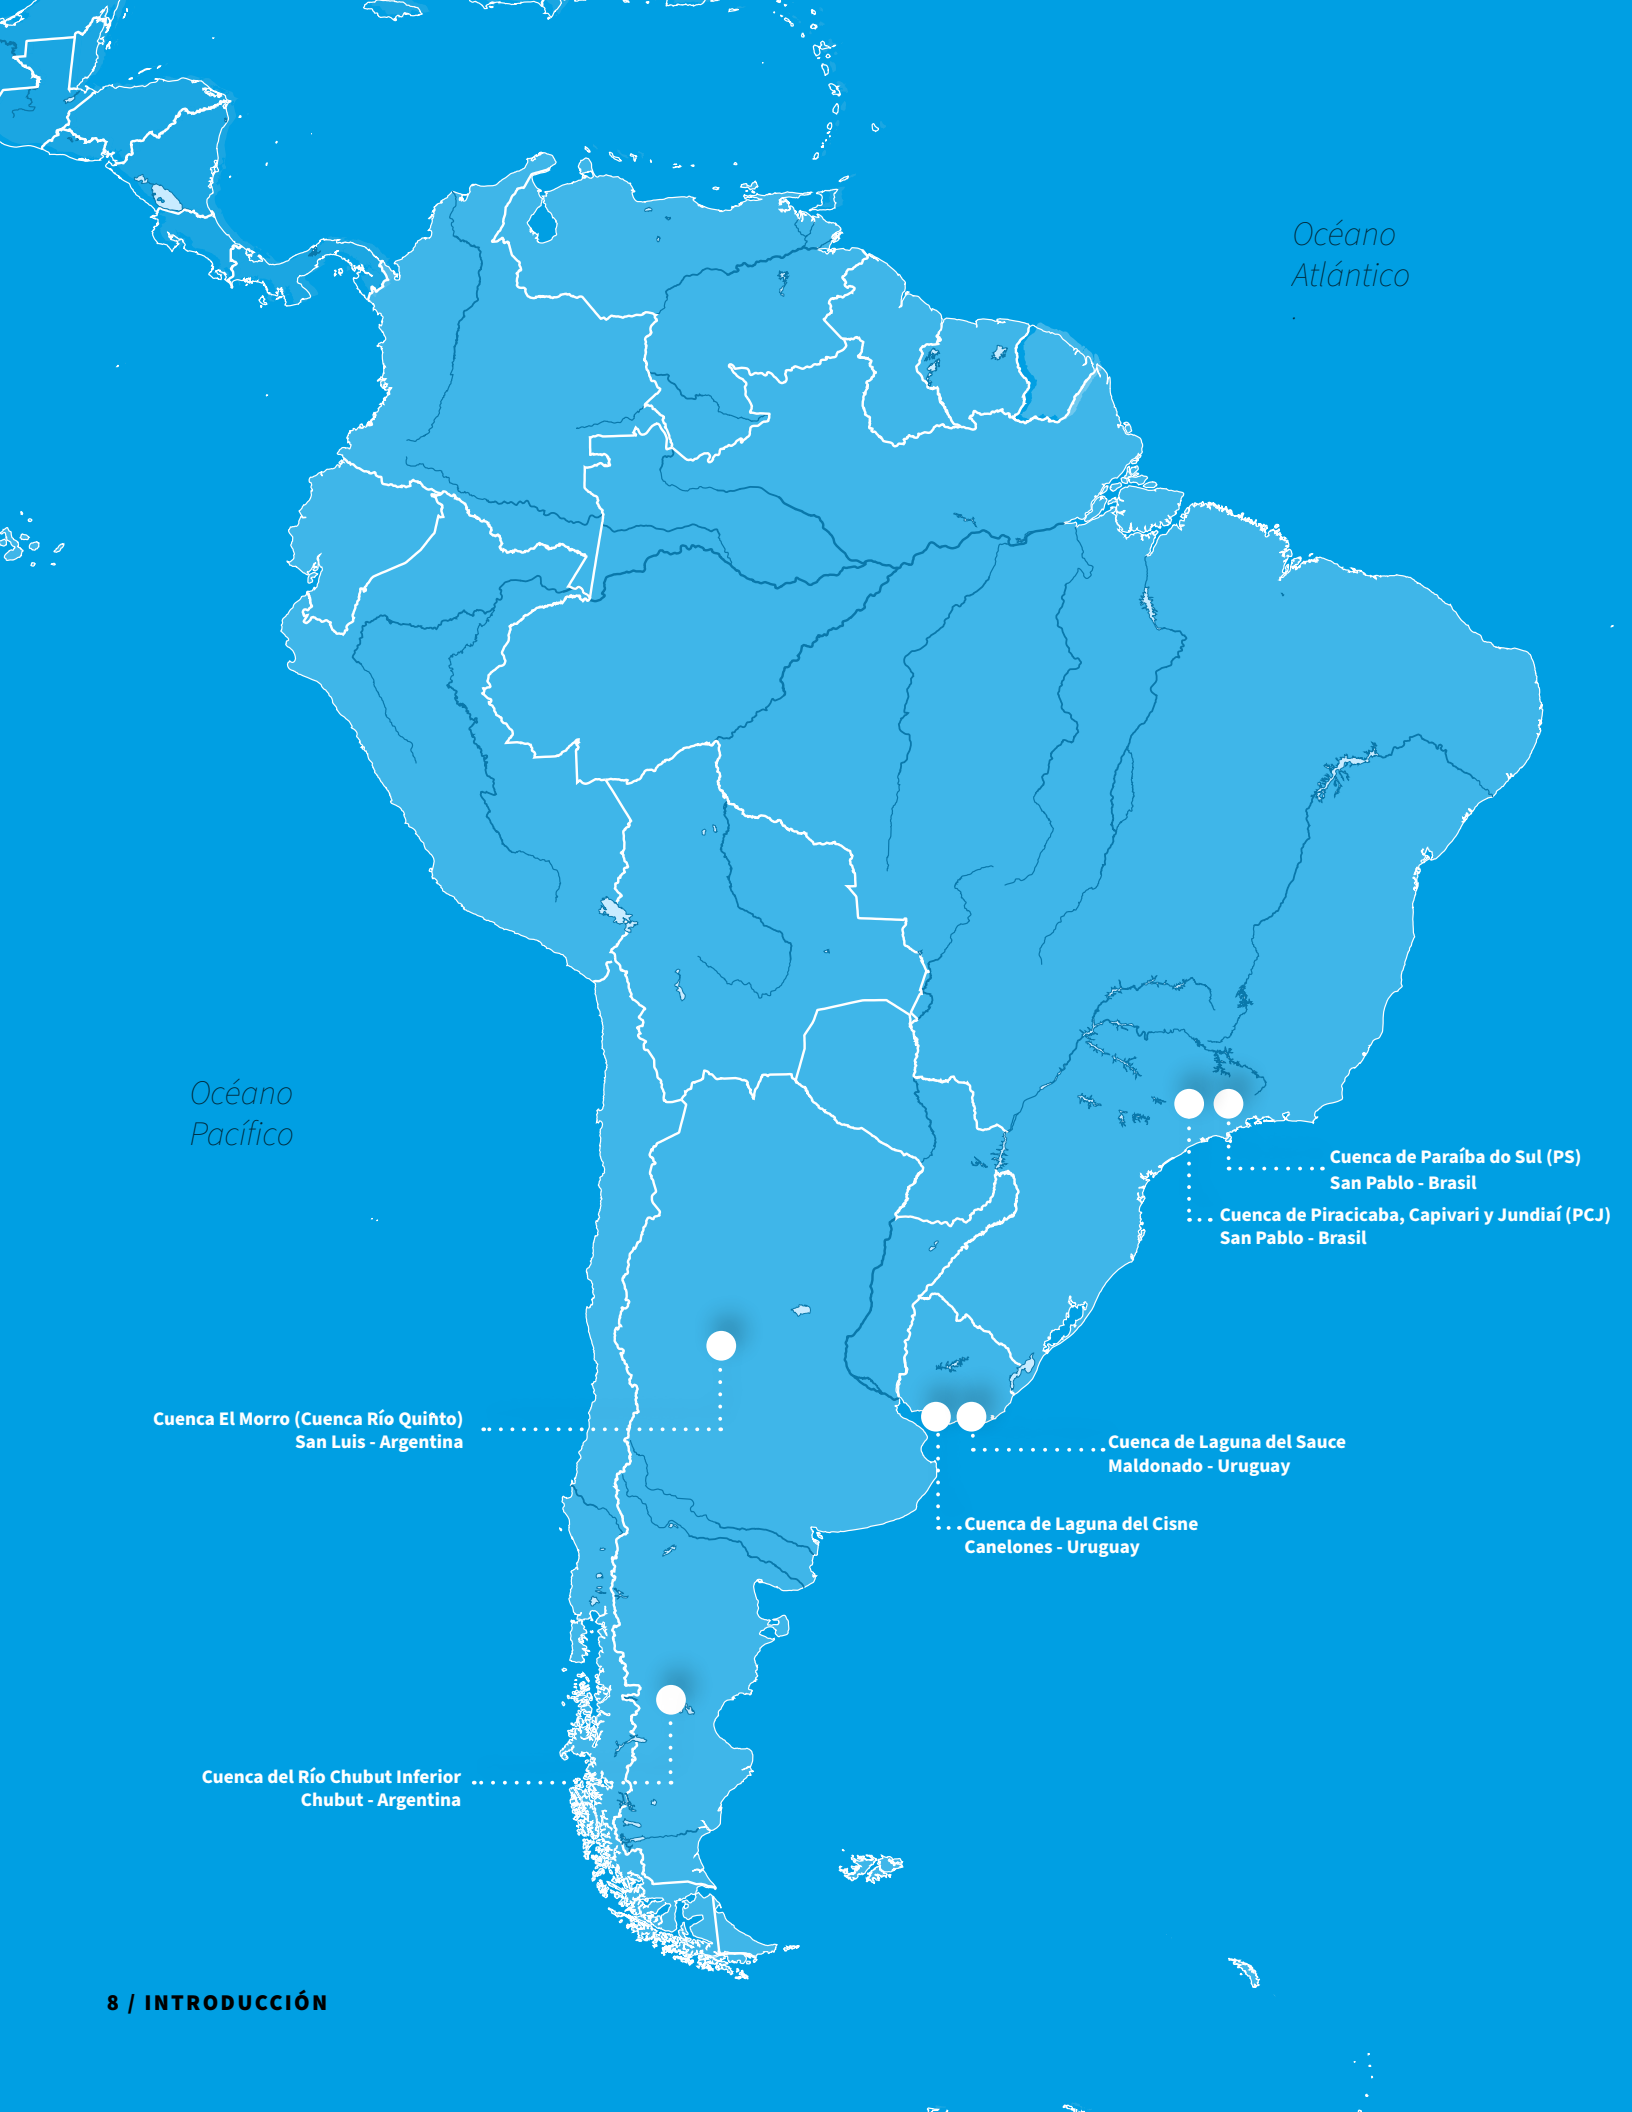 Océano
Atlántico
.
Océano
Pacífico
Cuenca de Paraíba do Sul (PS)
San Pablo - Brasil
Cuenca de Piracicaba, Capivari y Jundiaí (PCJ)
San Pablo - Brasil
Cuenca El Morro (Cuenca Río Quinto)
San Luis - Argentina
Cuenca de Laguna del Sauce
Maldonado - Uruguay
Cuenca de Laguna del Cisne
Canelones - Uruguay
Cuenca del Río Chubut Inferior
Chubut - Argentina
8 / INTRODUCCIÓN